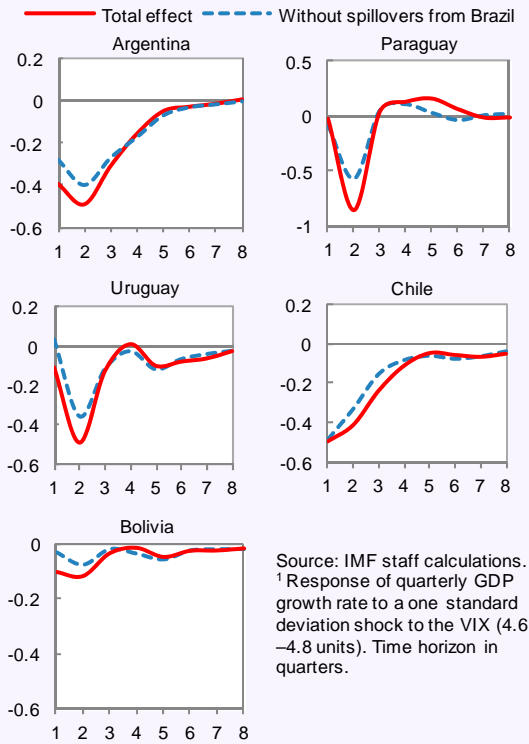 Total effect
Without spillovers from Brazil
Argentina
0.2
0
-0.2
-0.4
-0.6
1 2 3 4 5 6 7 8
Paraguay
0.5
0
-0.5
-1
1 2 3 4 5 6 7 8
Uruguay
0.2
0
-0.2
-0.4
-0.6
1 2 3 4 5 6 7 8
Chile
0.2
0
-0.2
-0.4
-0.6
1 2 3 4 5 6 7 8
Bolivia
0
-0.2
-0.4
-0.6
1 2 3 4 5 6 7 8
Source: IMF staff calculations.
¹ Response of quarterly GDP
growth rate to a one standard
deviation shock to the VIX (4.6
–4.8 units). Time horizon in
quarters.